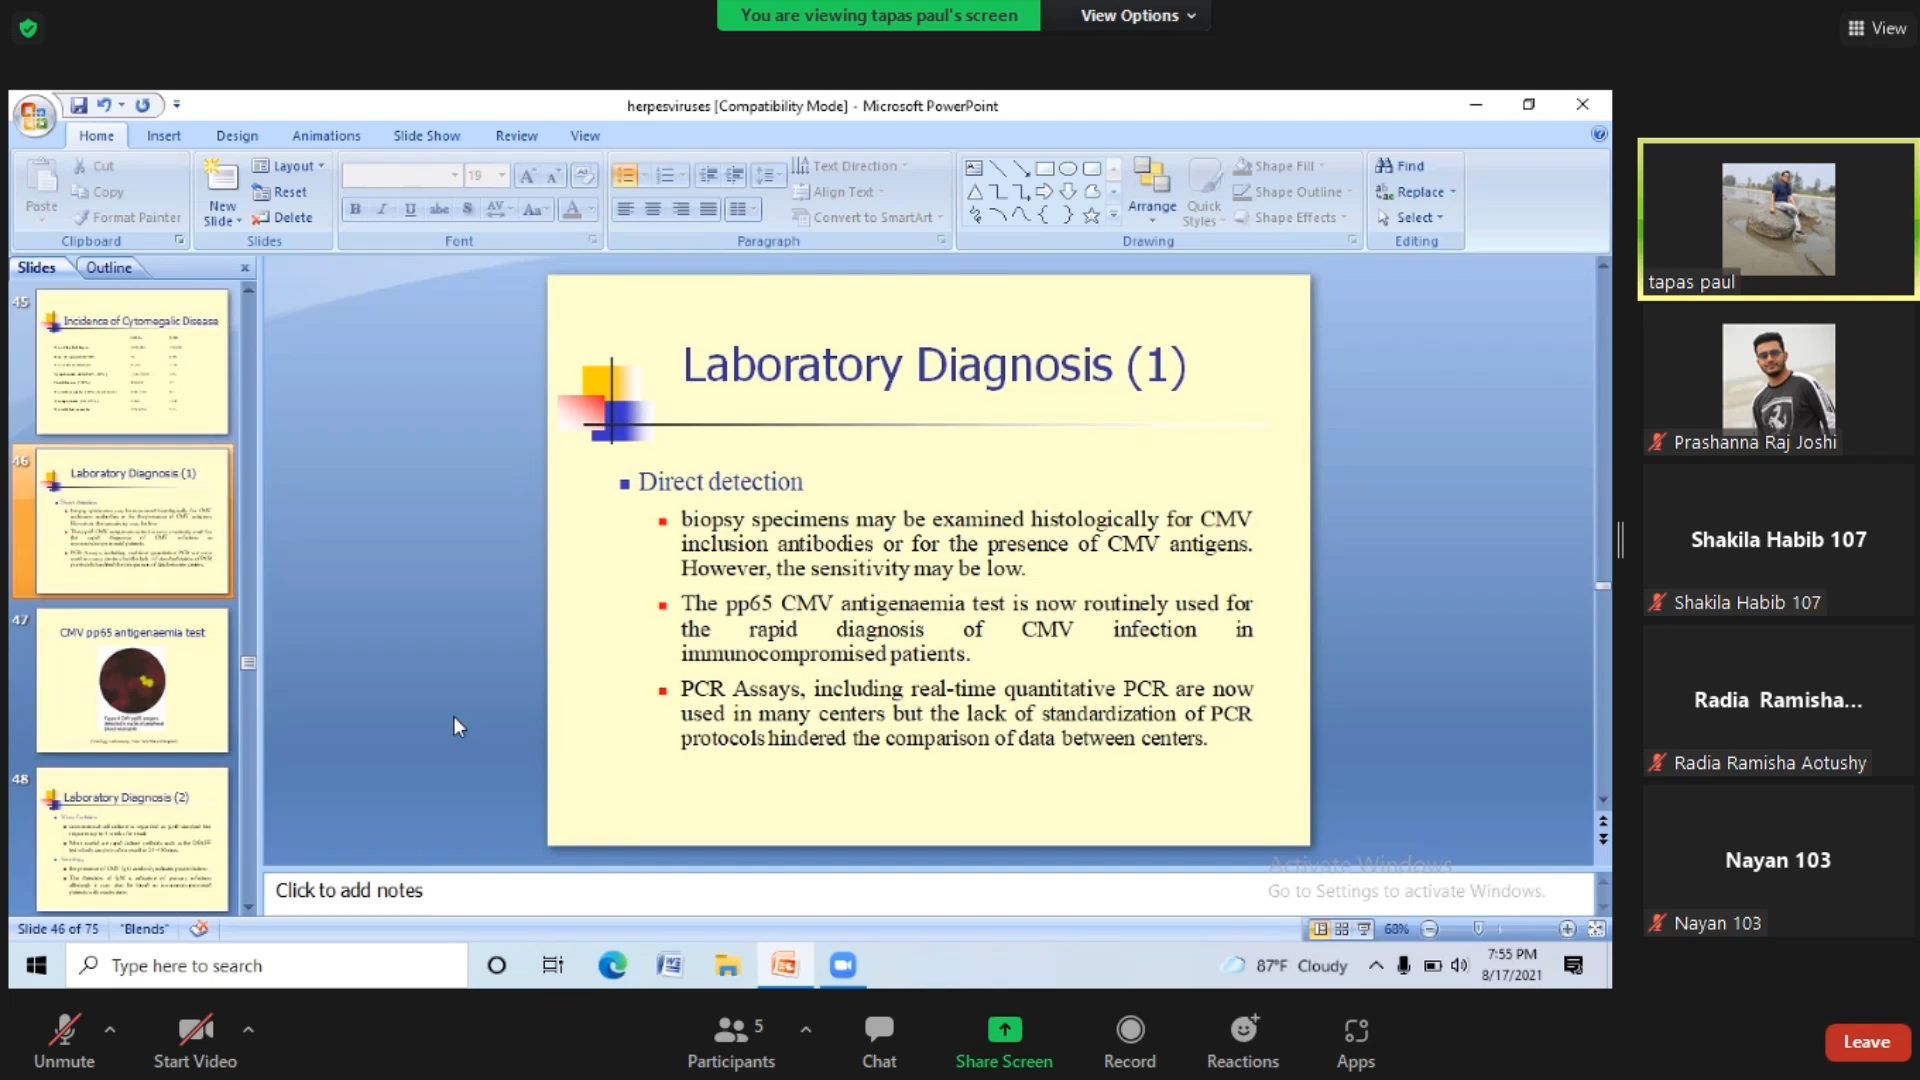 You are viewing tapas paul's screen
View Options
View
herpesviruses [Compatibility Mode] - Microsoft PowerPoint
Home Insert Design Animations Slide Show Review View
Paste
Cut
Copy
Format Painter
Clipboard
New Slide
Layout
Reset
Delete
Slides
19
Font
Text Direction
Align Text
Convert to SmartArt
Paragraph
Arrange
Quick Styles
Shape Fill
Shape Outline
Shape Effects
Drawing
Find
Replace
Select
Editing
Slides Outline
45
Incidence of Cytomegalic Disease
46
Laboratory Diagnosis (1)
47
CMV pp65 antigenaemia test
48
Laboratory Diagnosis (2)
Laboratory Diagnosis (1)
Direct detection
biopsy specimens may be examined histologically for CMV
inclusion antibodies or for the presence of CMV antigens.
However, the sensitivity may be low.
The pp65 CMV antigenaemia test is now routinely used for
the rapid diagnosis of CMV infection in
immunocompromised patients.
PCR Assays, including real-time quantitative PCR are now
used in many centers but the lack of standardization of PCR
protocols hindered the comparison of data between centers.
Click to add notes
Activate Windows
Go to Settings to activate Windows.
Slide 46 of 75 "Blends"
68%
Type here to search
87°F Cloudy
7:55 PM
8/17/2021
tapas paul
Prashanna Raj Joshi
Shakila Habib 107
Shakila Habib 107
Radia Ramisha...
Radia Ramisha Aotushy
Nayan 103
Nayan 103
Unmute
Start Video
5
Participants
Chat
Share Screen
Record
Reactions
Apps
Leave